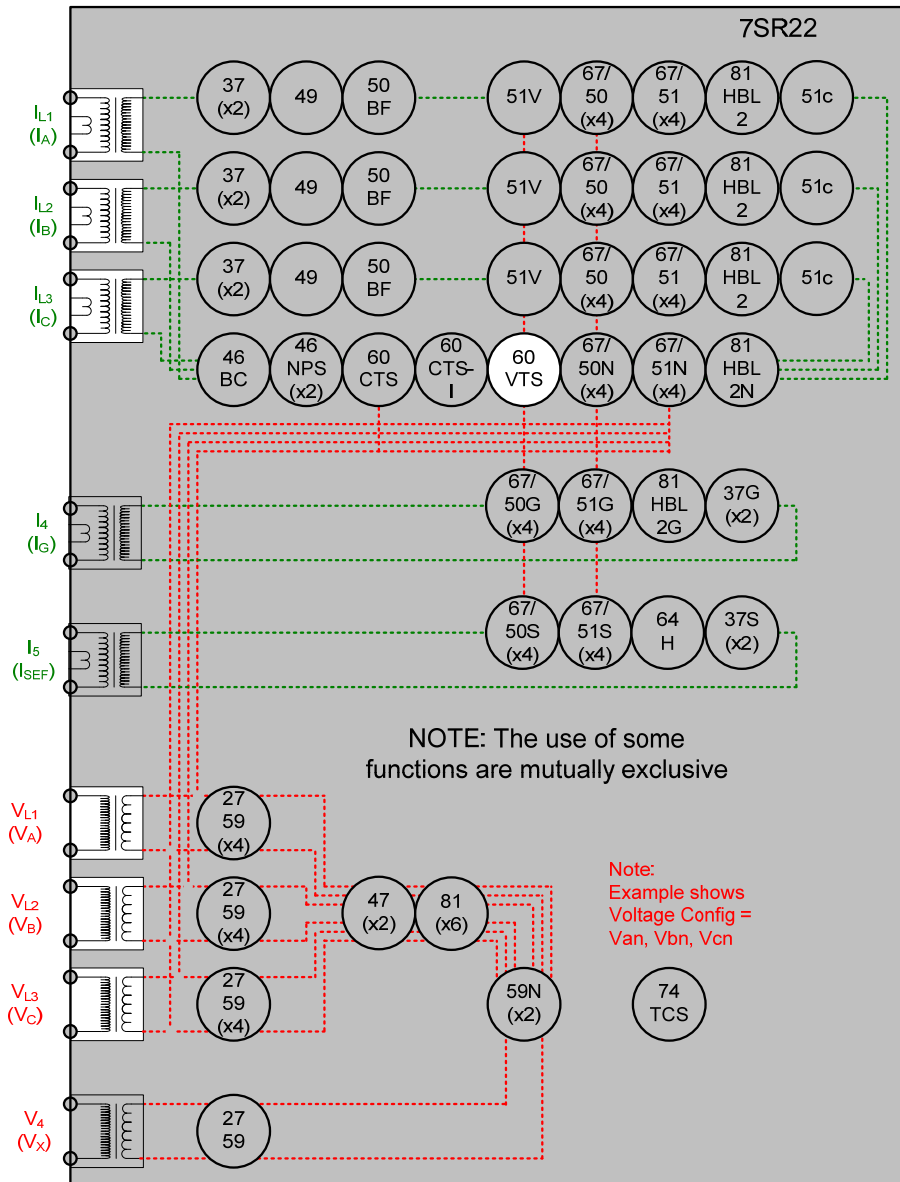 7SR22
IL1
(IA)
37
(x2)
49
50
BF
51V
67/
50
(x4)
67/
51
(x4)
81
HBL
2
51c
IL2
(IB)
37
(x2)
49
50
BF
51V
67/
50
(x4)
67/
51
(x4)
81
HBL
2
51c
IL3
(IC)
37
(x2)
49
50
BF
51V
67/
50
(x4)
67/
51
(x4)
81
HBL
2
51c
46
BC
46
NPS
(x2)
60
CTS
60
CTS-
I
60
VTS
67/
50N
(x4)
67/
51N
(x4)
81
HBL
2N
I4
(IG)
67/
50G
(x4)
67/
51G
(x4)
81
HBL
2G
37G
(x2)
I5
(ISEF)
67/
50S
(x4)
67/
51S
(x4)
64
H
37S
(x2)
NOTE: The use of some
functions are mutually exclusive
VL1
(VA)
27
59
(x4)
VL2
(VB)
27
59
(x4)
47
(x2)
81
(x6)
Note:
Example shows
Voltage Config =
Van, Vbn, Vcn
VL3
(VC)
27
59
(x4)
59N
(x2)
74
TCS
V4
(VX)
27
59